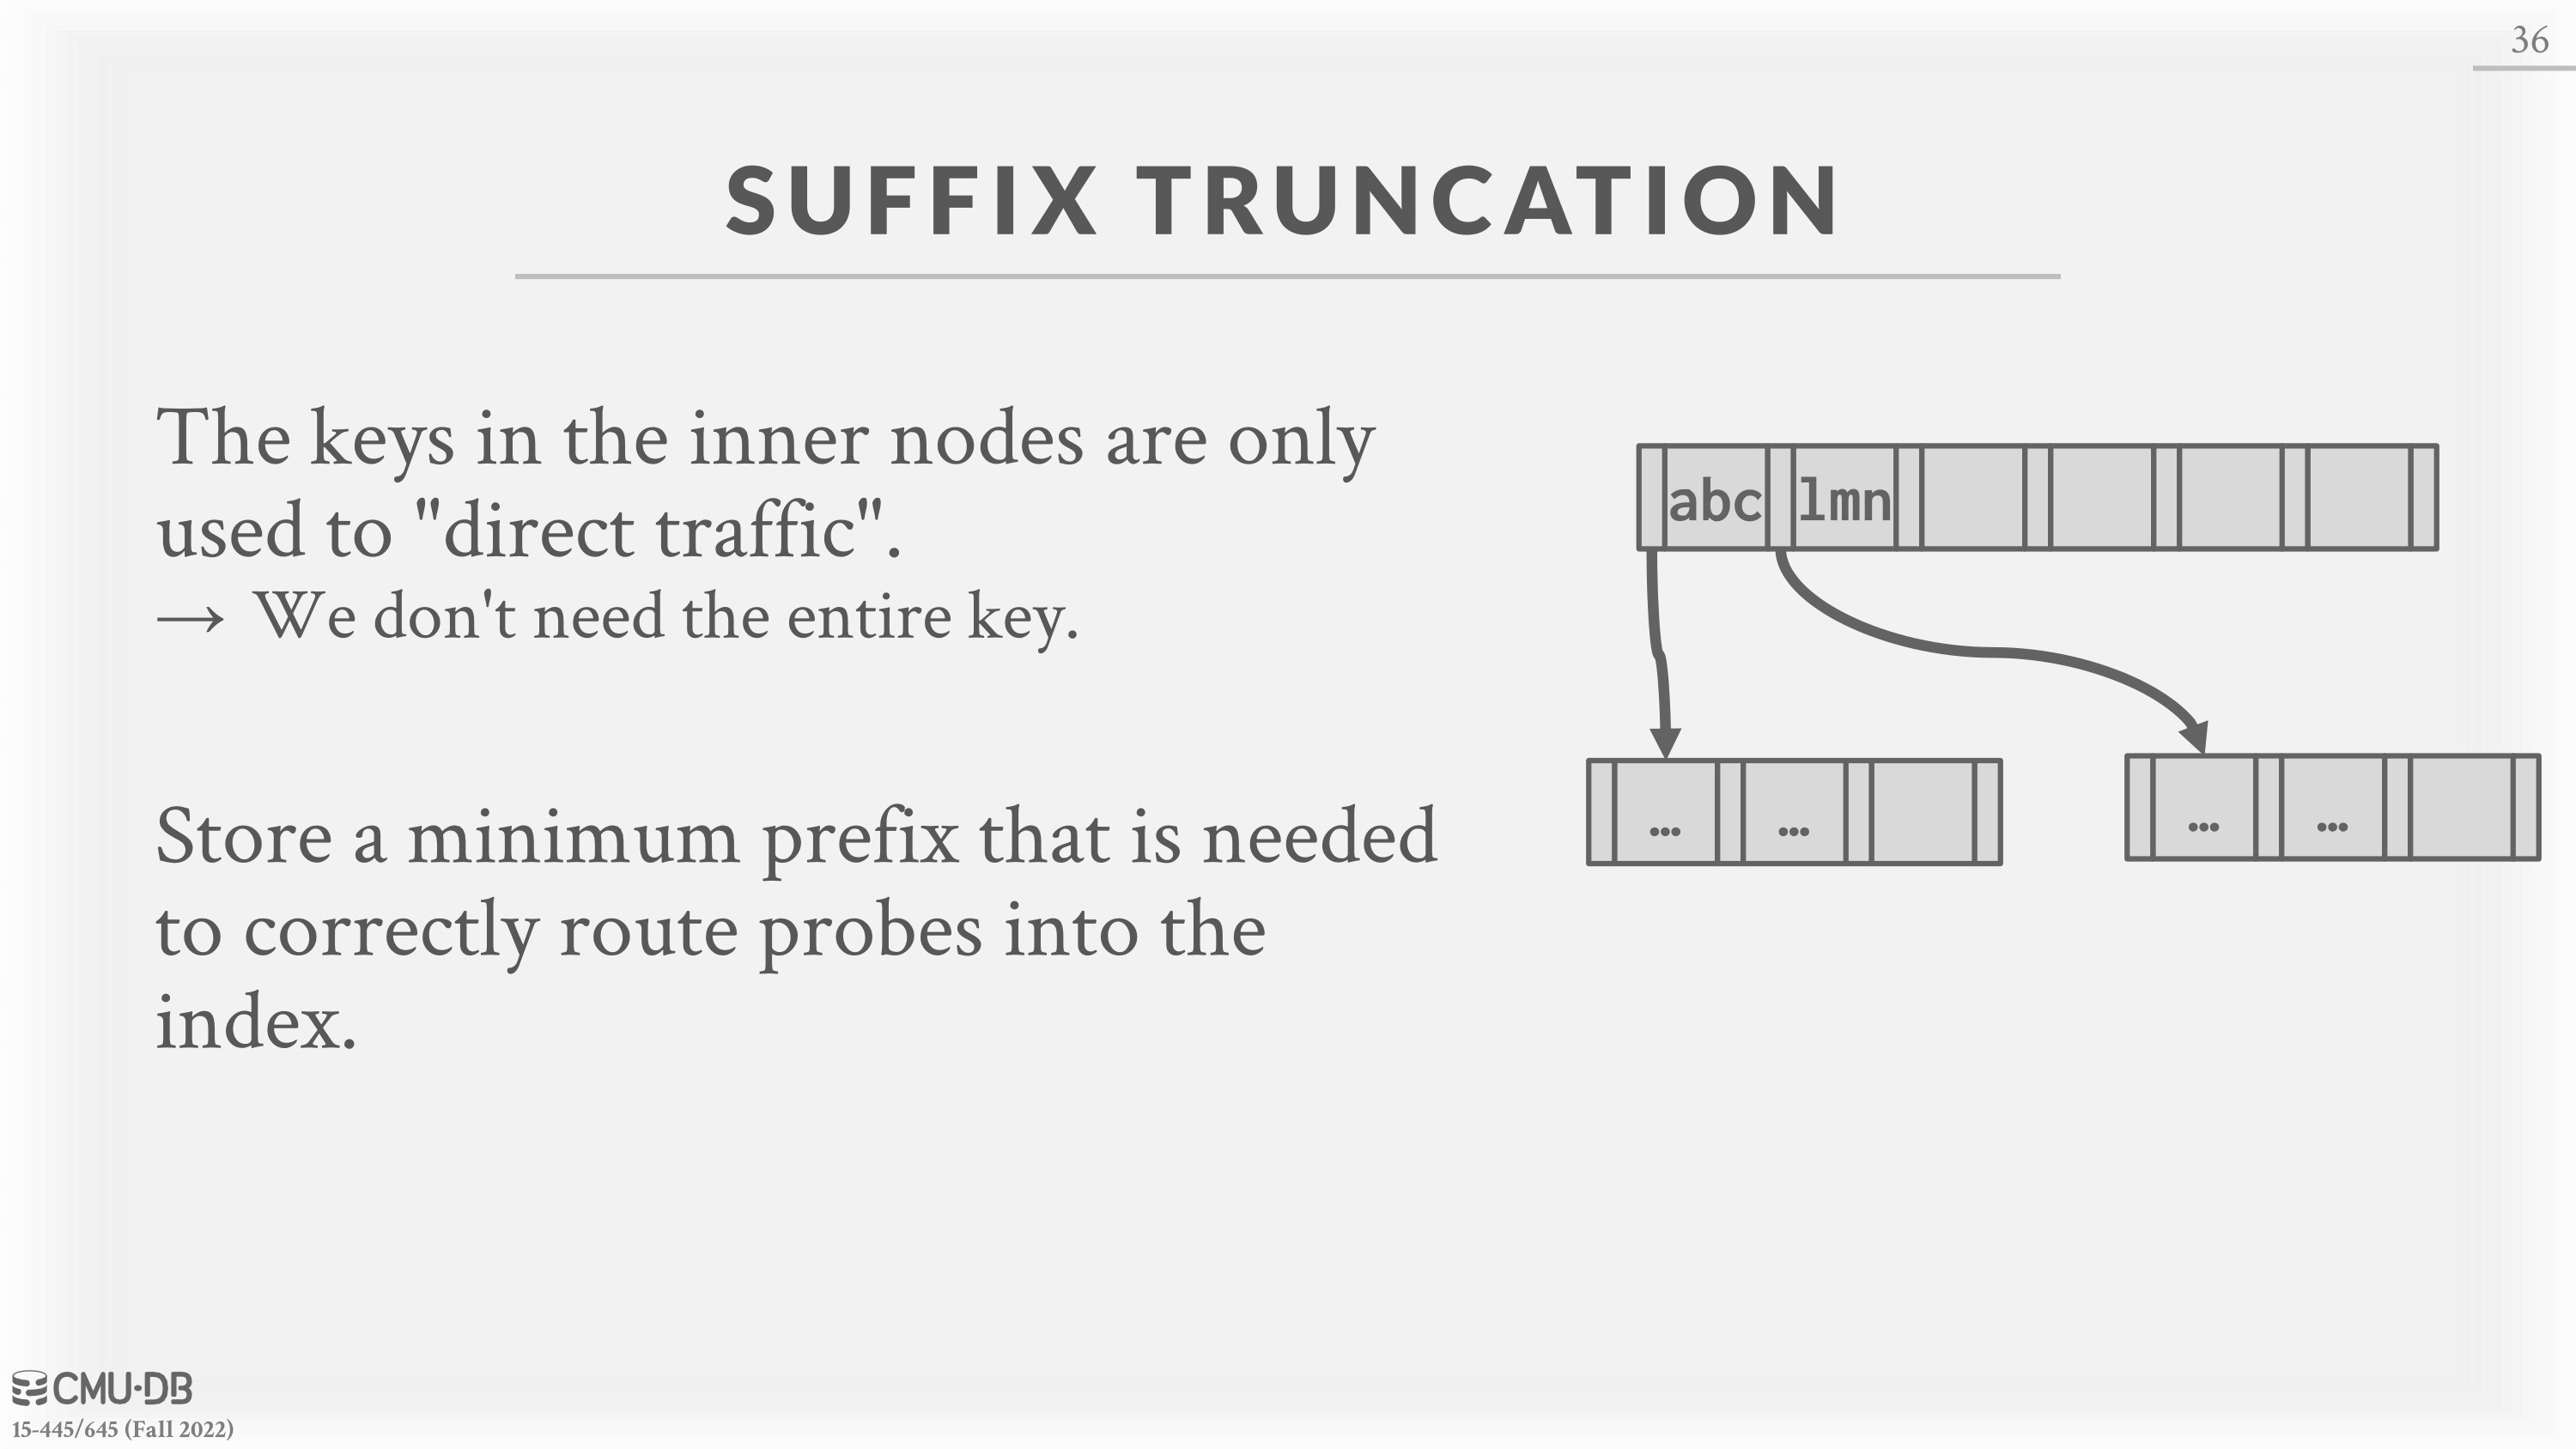 36
SUFFIX TRUNCATION
The keys in the inner nodes are only
used to "direct traffic".
→ We don't need the entire key.
Store a minimum prefix that is needed
to correctly route probes into the
index.
abc lmn
... ... ... ...
CMU·DB
15-445/645 (Fall 2022)